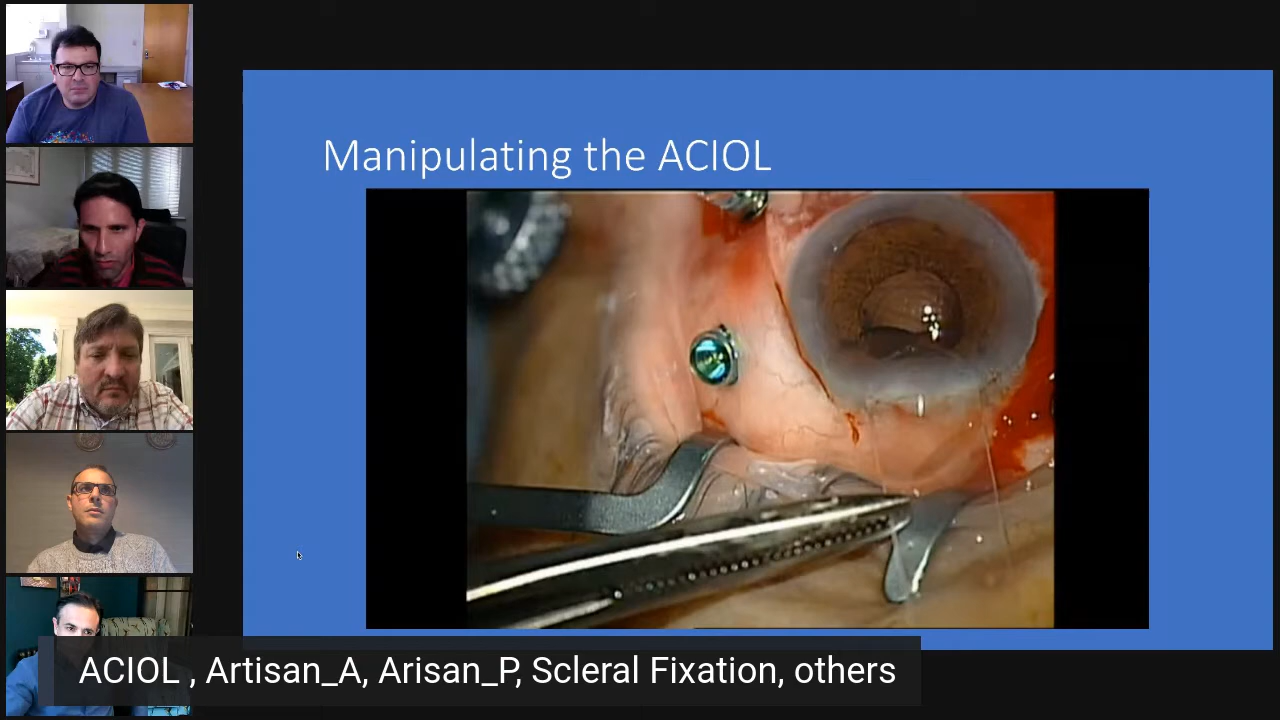 Manipulating the ACIOL
ACIOL , Artisan_A, Arisan_P, Scleral Fixation, others